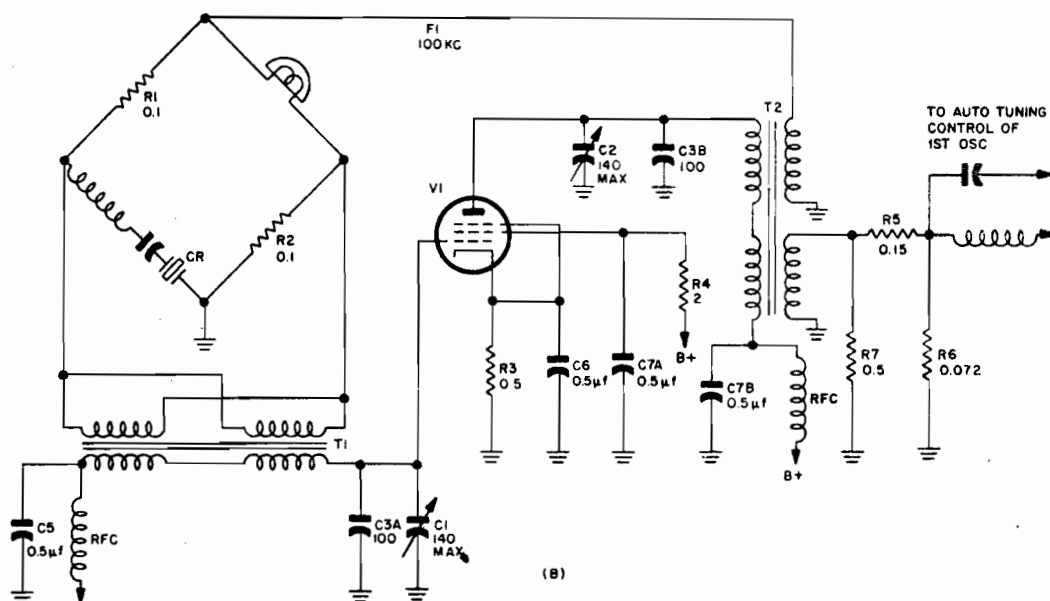 F1
100KC
R1
0.1
R2
0.1
CR
T1
C5
0.5µf
RFC
C3A
100
C1
140
MAX
V1
C2
140
MAX
C3B
100
T2
R3
0.5
C6
0.5µf
C7A
0.5µf
R4
2
B+
C7B
0.5µf
RFC
B+
TO AUTO TUNING
CONTROL OF
1ST OSC
R5
0.15
R7
0.5
R6
0.072
(B)